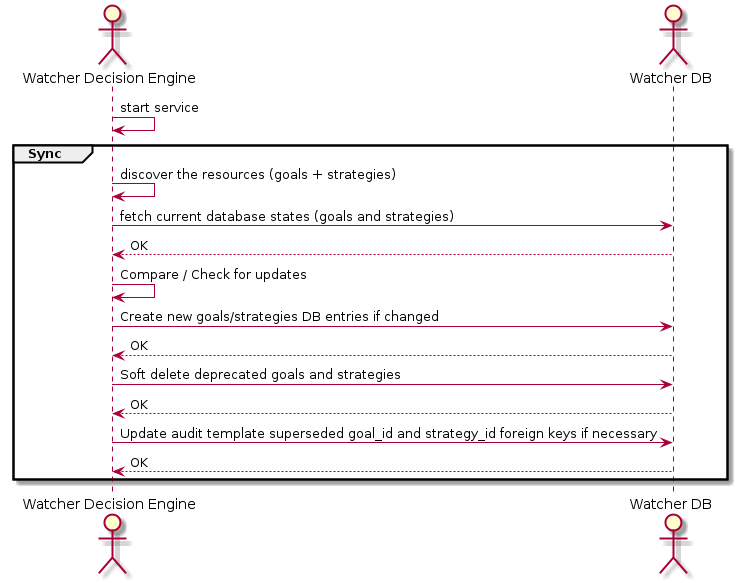 Watcher Decision Engine
Watcher DB
start service
Sync
discover the resources (goals + strategies)
fetch current database states (goals and strategies)
OK
Compare / Check for updates
Create new goals/strategies DB entries if changed
OK
Soft delete deprecated goals and strategies
OK
Update audit template superseded goal_id and strategy_id foreign keys if necessary
OK
Watcher Decision Engine
Watcher DB